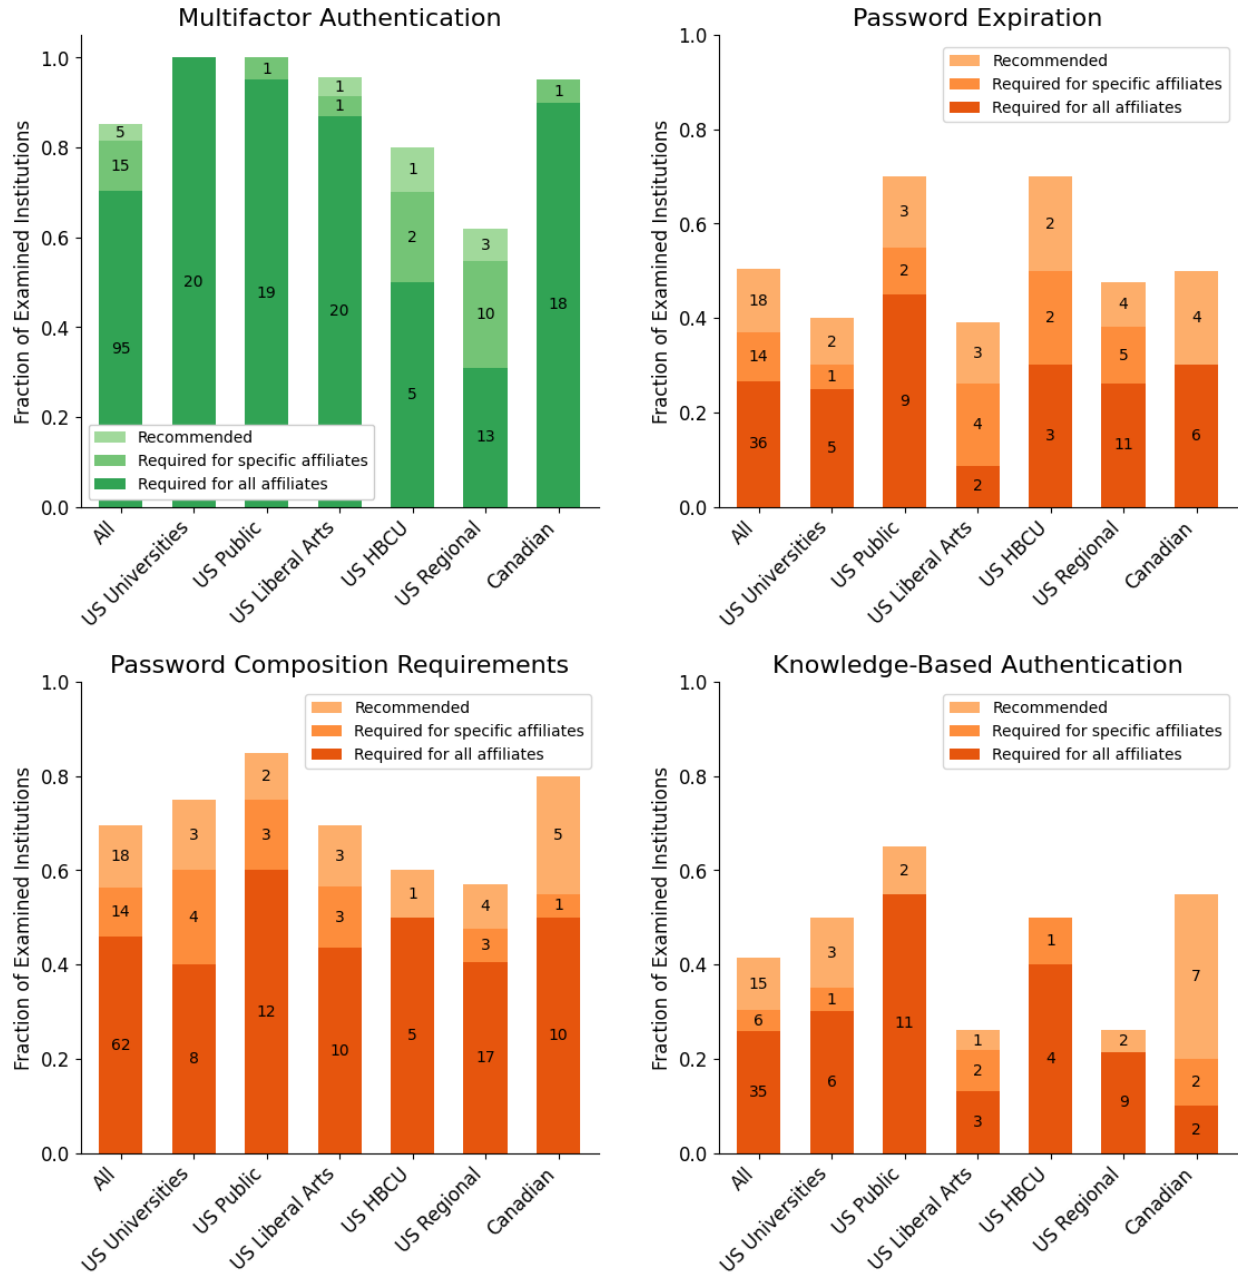 Multifactor Authentication
Fraction of Examined Institutions
1.0
0.8
0.6
0.4
0.2
0.0
5
15
95
20
1
19
1
1
20
1
2
5
3
10
13
1
18
Recommended
Required for specific affiliates
Required for all affiliates
All
US Universities
US Public
US Liberal Arts
US HBCU
US Regional
Canadian
Password Expiration
Fraction of Examined Institutions
1.0
0.8
0.6
0.4
0.2
0.0
Recommended
Required for specific affiliates
Required for all affiliates
18
14
36
2
1
5
3
2
9
3
4
2
2
2
3
4
5
11
4
6
All
US Universities
US Public
US Liberal Arts
US HBCU
US Regional
Canadian
Password Composition Requirements
Fraction of Examined Institutions
1.0
0.8
0.6
0.4
0.2
0.0
Recommended
Required for specific affiliates
Required for all affiliates
18
14
62
3
4
8
2
3
12
3
3
10
1
5
4
3
17
5
1
10
All
US Universities
US Public
US Liberal Arts
US HBCU
US Regional
Canadian
Knowledge-Based Authentication
Fraction of Examined Institutions
1.0
0.8
0.6
0.4
0.2
0.0
Recommended
Required for specific affiliates
Required for all affiliates
15
6
35
3
1
6
2
11
1
2
3
1
4
2
9
7
2
2
All
US Universities
US Public
US Liberal Arts
US HBCU
US Regional
Canadian